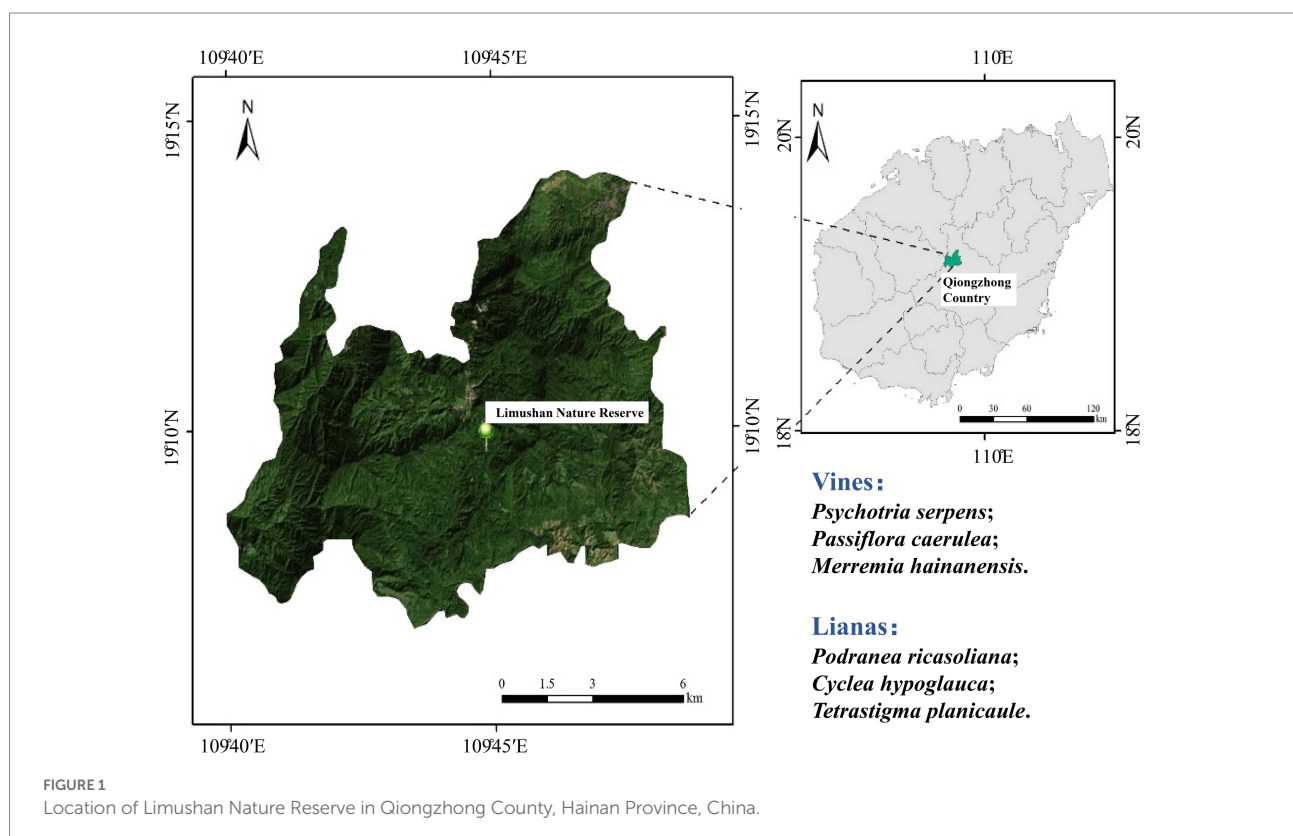 109°40′E
109°45′E
110°E
N
N
19°15′N
19°15′N
20°N
20°N
Qiongzhong
Country
Limushan Nature Reserve
0 30 60 120
km
19°10′N
19°10′N
18°N
18°N
110°E
Vines:
Psychotria serpens;
Passiflora caerulea;
Merremia hainanensis.
Lianas:
Podranea ricasoliana;
Cyclea hypoglauca;
Tetrastigma planicaule.
0 1.5 3 6
km
109°40′E
109°45′E
FIGURE 1
Location of Limushan Nature Reserve in Qiongzhong County, Hainan Province, China.